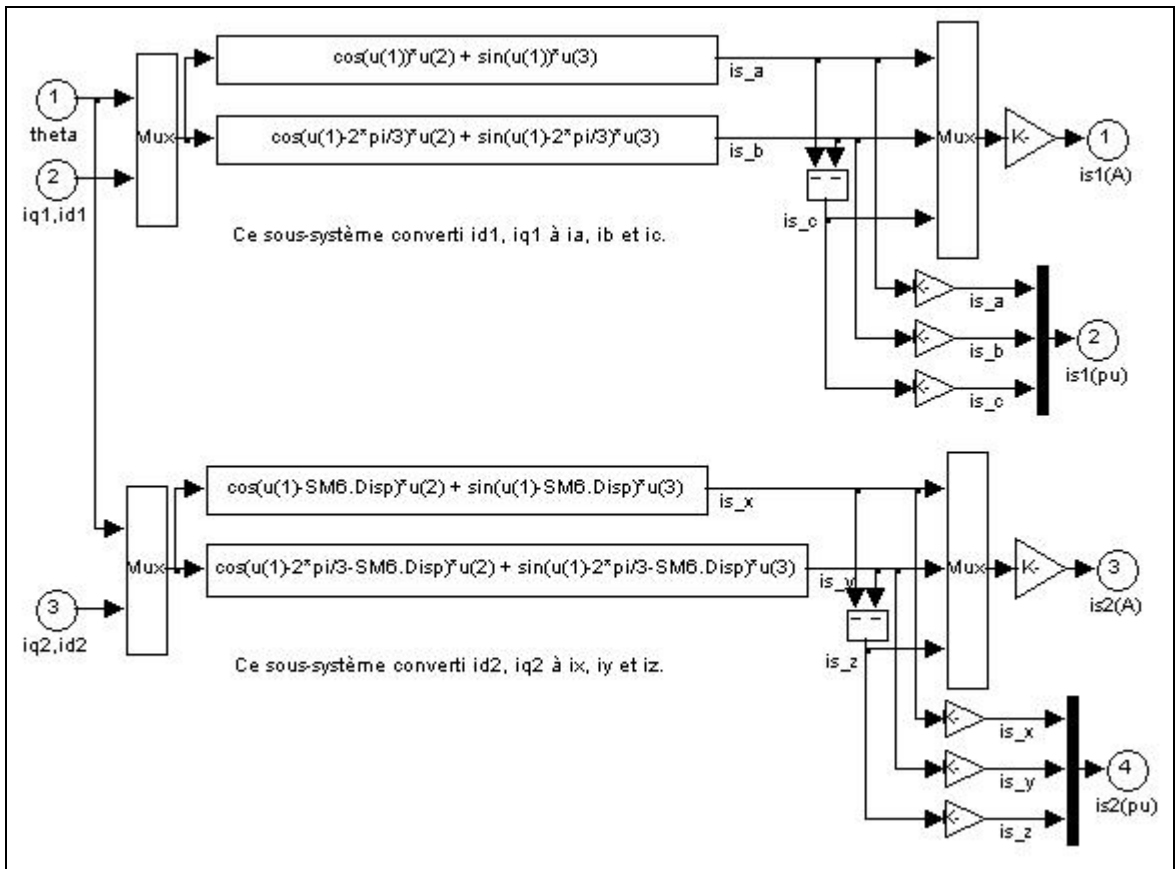 cos(u(1))*u(2) + sin(u(1))*u(3)
is_a
1
theta
Mux
cos(u(1)-2*pi/3)*u(2) + sin(u(1)-2*pi/3)*u(3)
is_b
Mux
K-
1
is1(A)
2
iq1,id1
- -
is_c
Ce sous-système converti id1, iq1 à ia, ib et ic.
K-
is_a
K-
is_b
2
is1(pu)
K-
is_c
cos(u(1)-SM6.Disp)*u(2) + sin(u(1)-SM6.Disp)*u(3)
is_x
Mux
cos(u(1)-2*pi/3-SM6.Disp)*u(2) + sin(u(1)-2*pi/3-SM6.Disp)*u(3)
is_y
Mux
K-
3
is2(A)
3
iq2,id2
- -
is_z
Ce sous-système converti id2, iq2 à ix, iy et iz.
K-
is_x
K-
is_y
4
is2(pu)
K-
is_z